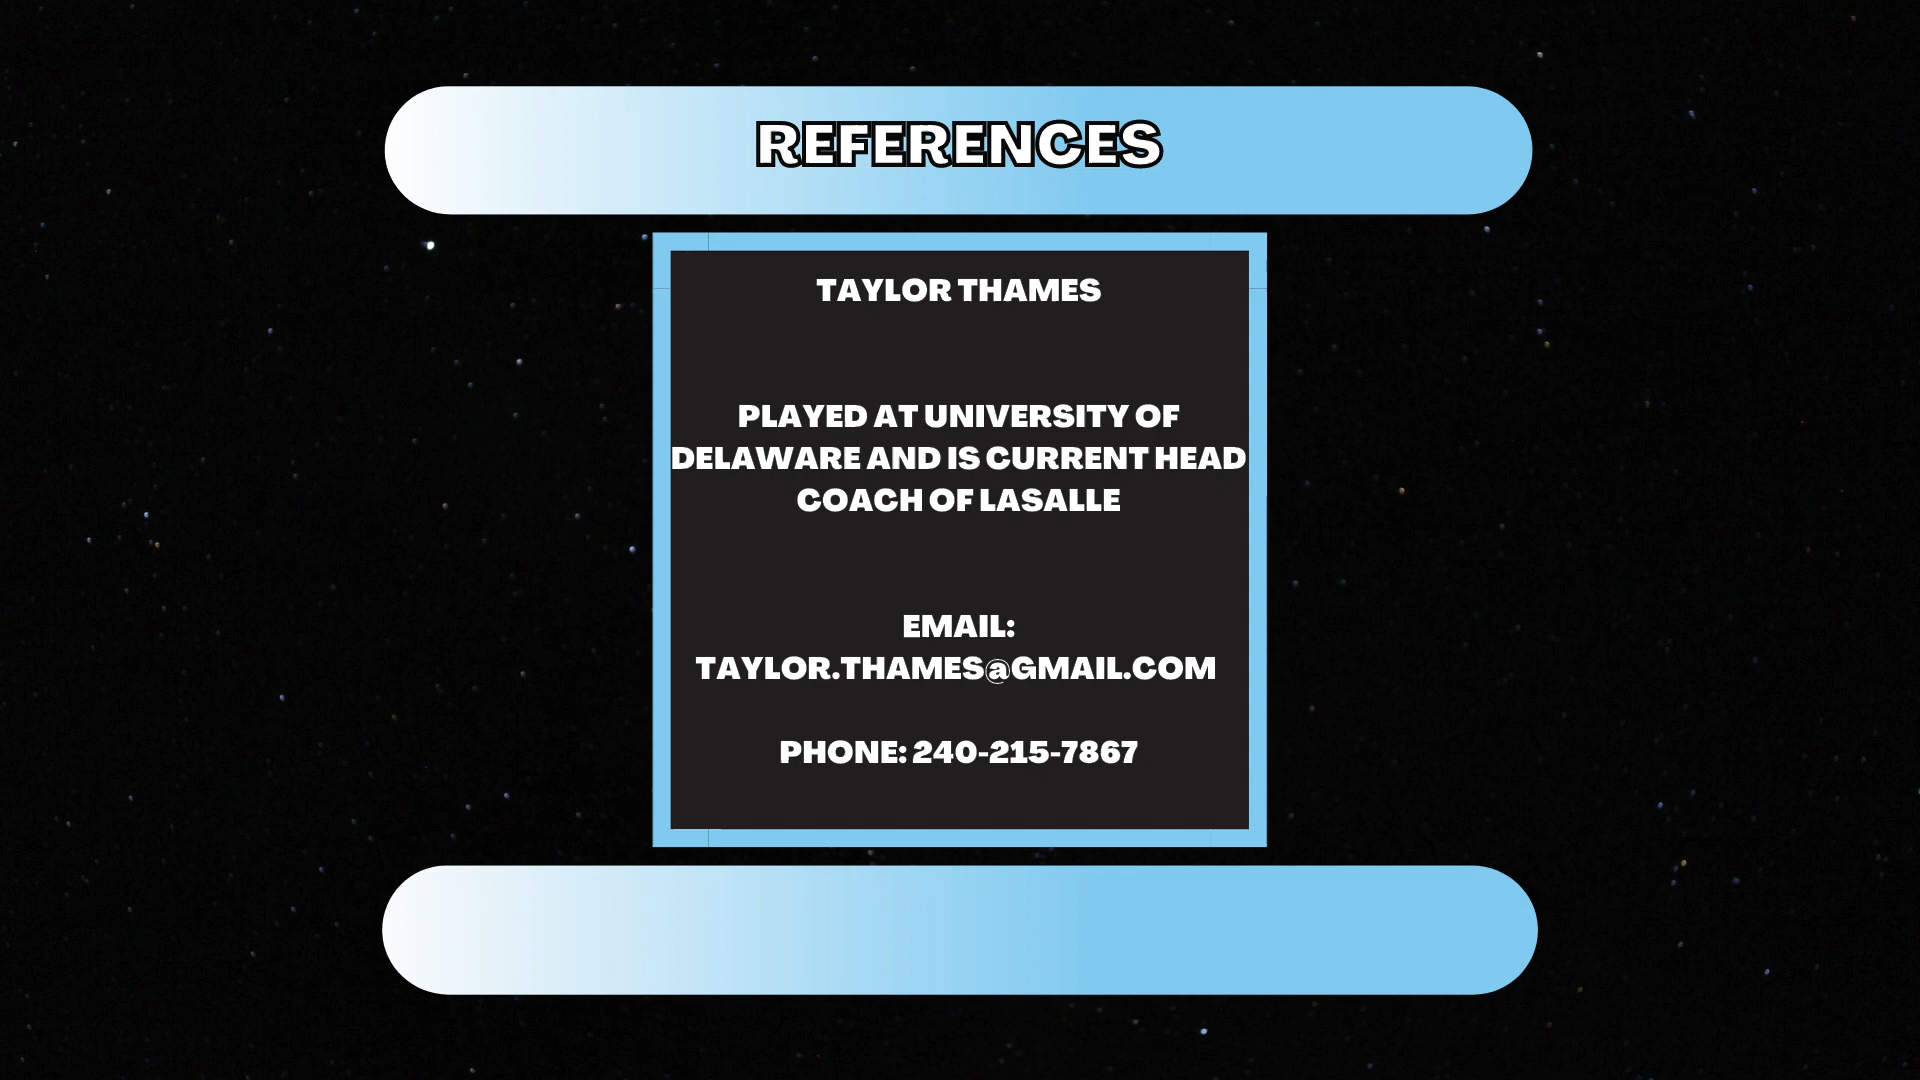 REFERENCES
TAYLOR THAMES
PLAYED AT UNIVERSITY OF
DELAWARE AND IS CURRENT HEAD
COACH OF LASALLE
EMAIL:
TAYLOR.THAMES@GMAIL.COM
PHONE: 240-215-7867